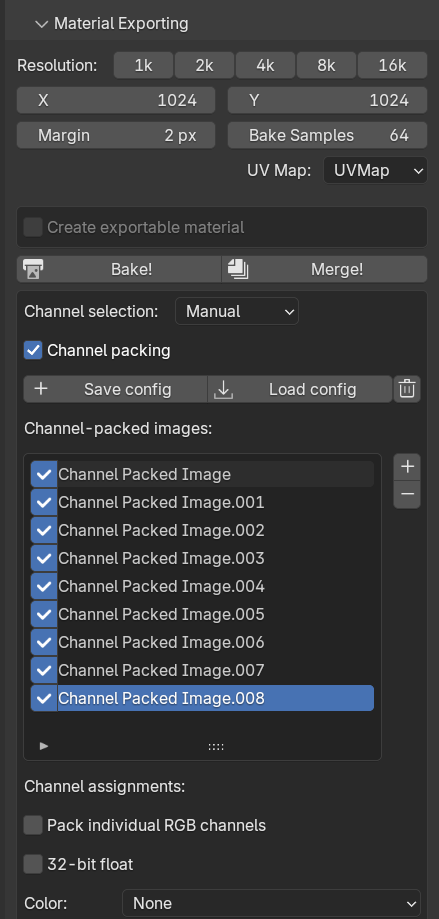 Material Exporting
Resolution: 1k 2k 4k 8k 16k
X 1024 Y 1024
Margin 2 px Bake Samples 64
UV Map: UVMap
Create exportable material
Bake! Merge!
Channel selection: Manual
Channel packing
Save config Load config
Channel-packed images:
Channel Packed Image
Channel Packed Image.001
Channel Packed Image.002
Channel Packed Image.003
Channel Packed Image.004
Channel Packed Image.005
Channel Packed Image.006
Channel Packed Image.007
Channel Packed Image.008
Channel assignments:
Pack individual RGB channels
32-bit float
Color: None